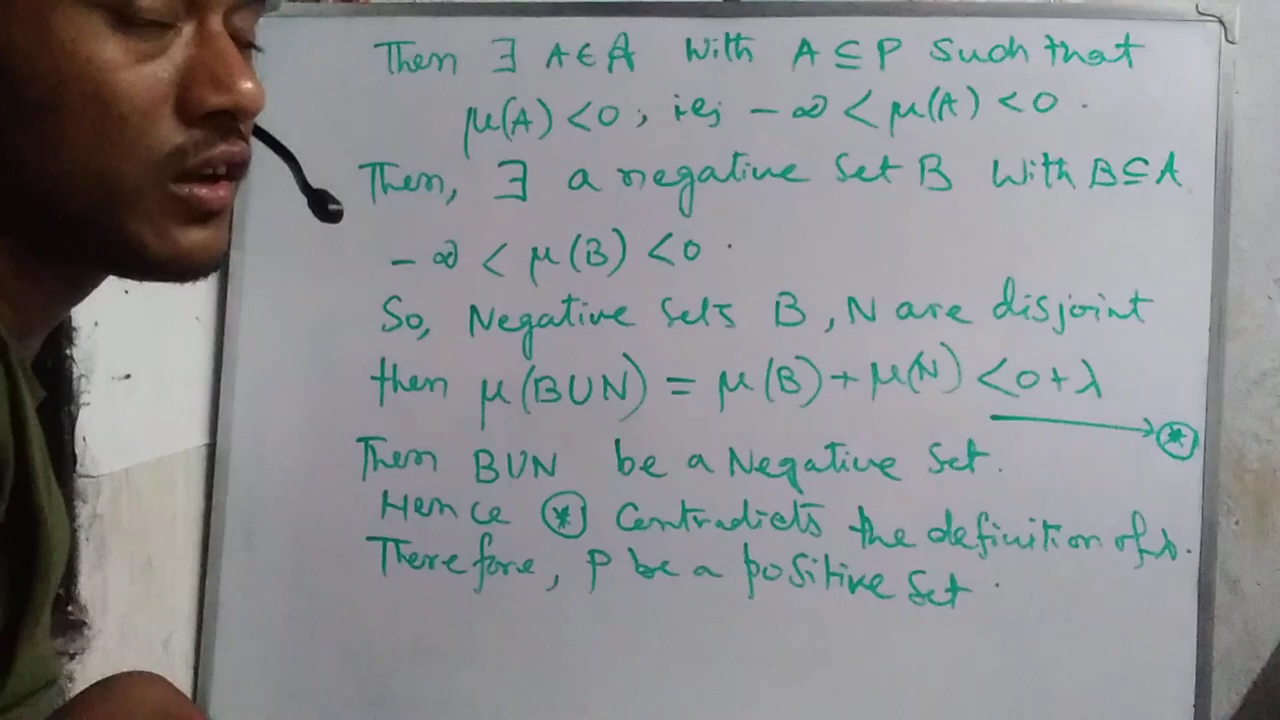 Then ∃ A ∈ 𝒜 With A ⊆ P Such that
μ(A) < 0 ; i.e; -∞ < μ(A) < 0 .
Then, ∃ a negative Set B With B ⊆ A
-∞ < μ(B) < 0 .
So, Negative Sets B , N are disjoint
then μ(B∪N) = μ(B) + μ(N) < 0 + λ
⊛
Then B∪N be a Negative Set.
Hence ⊛ Contradicts the definition of λ.
Therefore, P be a positive Set .